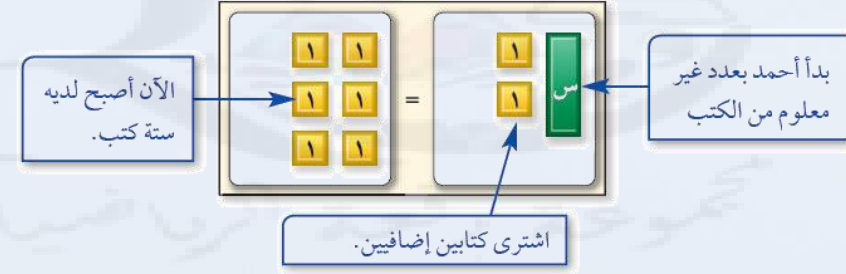 بدأ أحمد بعدد غير
معلوم من الكتب
س
١
١
=
١ ١
١ ١
١ ١
الآن أصبح لديه
ستة كتب.
اشترى كتابين إضافيين.